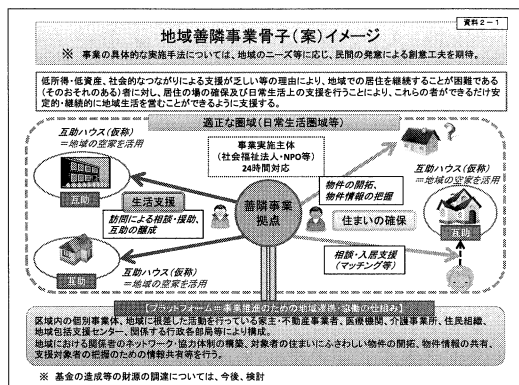 資料2-1
地域善隣事業骨子(案)イメージ
※ 事業の具体的な実施手法については、地域のニーズ等に応じ、民間の発意による創意工夫を期待。
低所得・低資産、社会的なつながりによる支援が乏しい等の理由により、地域での居住を継続することが困難である
(そのおそれのある)者に対し、居住の場の確保及び日常生活上の支援を行うことにより、これらの者ができるだけ安
定的・継続的に地域生活を営むことができるように支援する。
適正な圏域(日常生活圏域等)
互助ハウス(仮称)
=地域の空家を活用
互助
事業実施主体
(社会福祉法人・NPO等)
24時間対応
?
物件の開拓、
物件情報の把握
互助ハウス(仮称)
=地域の空家を活用
互助
生活支援
訪問による相談・援助、
互助の醸成
善隣事業
拠点
住まいの確保
相談・入居支援
(マッチング等)
互助
互助ハウス(仮称)
=地域の空家を活用
【プラットフォーム=事業推進のための地域連携・協働の仕組み】
区域内の個別事業体、地域に根差した活動を行っている家主・不動産事業者、医療機関、介護事業所、住民組織、
地域包括支援センター、関係する行政各部局等により構成。
地域における関係者のネットワーク・協力体制の構築、対象者の住まいにふさわしい物件の開拓、物件情報の共有、
支援対象者の把握のための情報共有等を行う。
※ 基金の造成等の財源の調達については、今後、検討